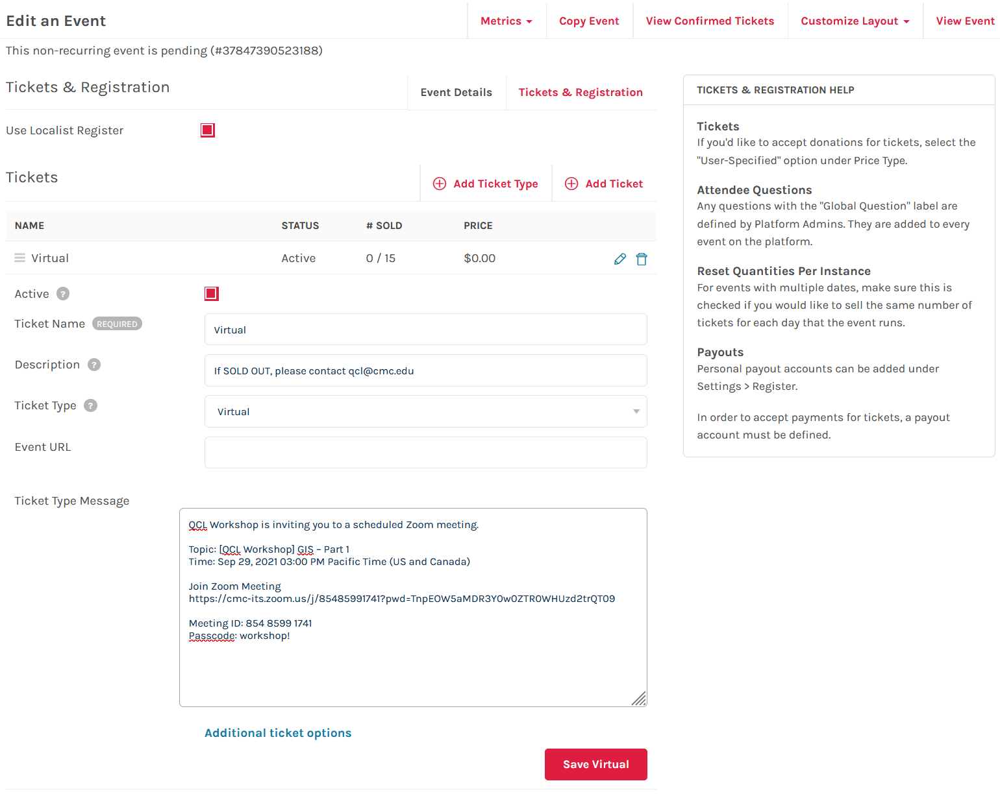 Edit an Event
Metrics
Copy Event
View Confirmed Tickets
Customize Layout
View Event
This non-recurring event is pending (#37847390523188)
Tickets & Registration
Event Details
Tickets & Registration
Use Localist Register
Tickets
Add Ticket Type
Add Ticket
NAME STATUS # SOLD PRICE
Virtual Active 0 / 15 $0.00
Active ?
Ticket Name REQUIRED
Virtual
Description ?
If SOLD OUT, please contact qcl@cmc.edu
Ticket Type ?
Virtual
Event URL
Ticket Type Message
QCL Workshop is inviting you to a scheduled Zoom meeting.
Topic: [QCL Workshop] GIS – Part 1
Time: Sep 29, 2021 03:00 PM Pacific Time (US and Canada)
Join Zoom Meeting
https://cmc-its.zoom.us/j/85485991741?pwd=TnpEOW5aMDR3Y0w0ZTR0WHUzd2trQT09
Meeting ID: 854 8599 1741
Passcode: workshop!
Additional ticket options
Save Virtual
TICKETS & REGISTRATION HELP
Tickets
If you'd like to accept donations for tickets, select the
"User-Specified" option under Price Type.
Attendee Questions
Any questions with the "Global Question" label are
defined by Platform Admins. They are added to every
event on the platform.
Reset Quantities Per Instance
For events with multiple dates, make sure this is
checked if you would like to sell the same number of
tickets for each day that the event runs.
Payouts
Personal payout accounts can be added under
Settings > Register.
In order to accept payments for tickets, a payout
account must be defined.